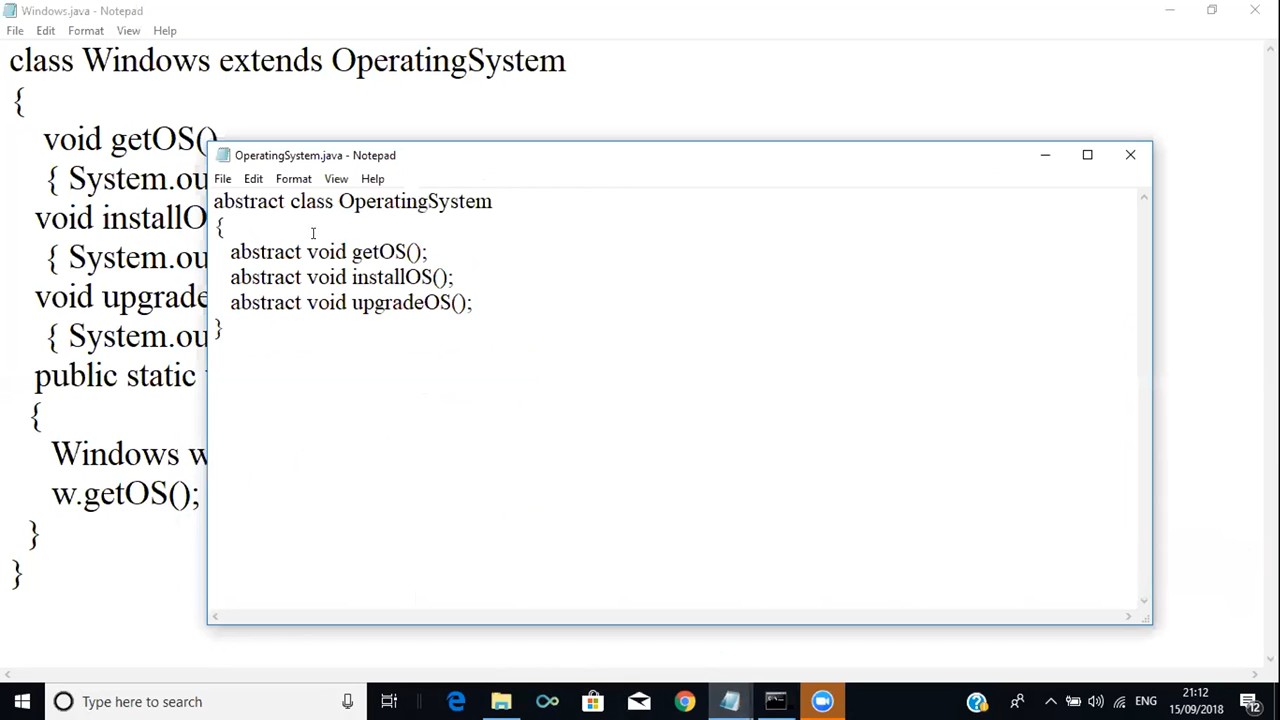 Windows.java - Notepad
File Edit Format View Help
class Windows extends OperatingSystem
{
void getOS()
{ System.ou
void installO
{ System.ou
void upgrade
{ System.ou
public static
{
Windows w
w.getOS();
}
}
OperatingSystem.java - Notepad
File Edit Format View Help
abstract class OperatingSystem
{
abstract void getOS();
abstract void installOS();
abstract void upgradeOS();
}
Type here to search
ENG
21:12
15/09/2018
12